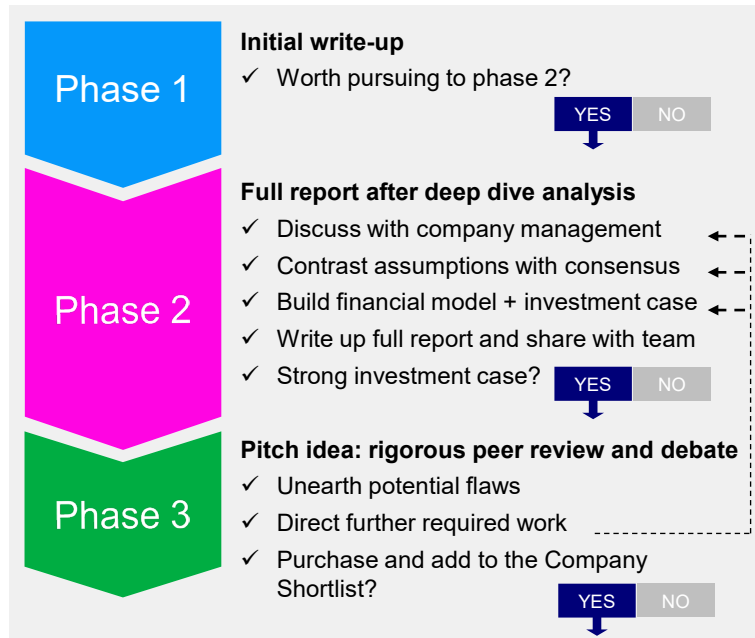 Phase 1
Initial write-up
✓ Worth pursuing to phase 2?
YES NO
Phase 2
Full report after deep dive analysis
✓ Discuss with company management
✓ Contrast assumptions with consensus
✓ Build financial model + investment case
✓ Write up full report and share with team
✓ Strong investment case?
YES NO
Phase 3
Pitch idea: rigorous peer review and debate
✓ Unearth potential flaws
✓ Direct further required work
✓ Purchase and add to the Company
Shortlist?
YES NO